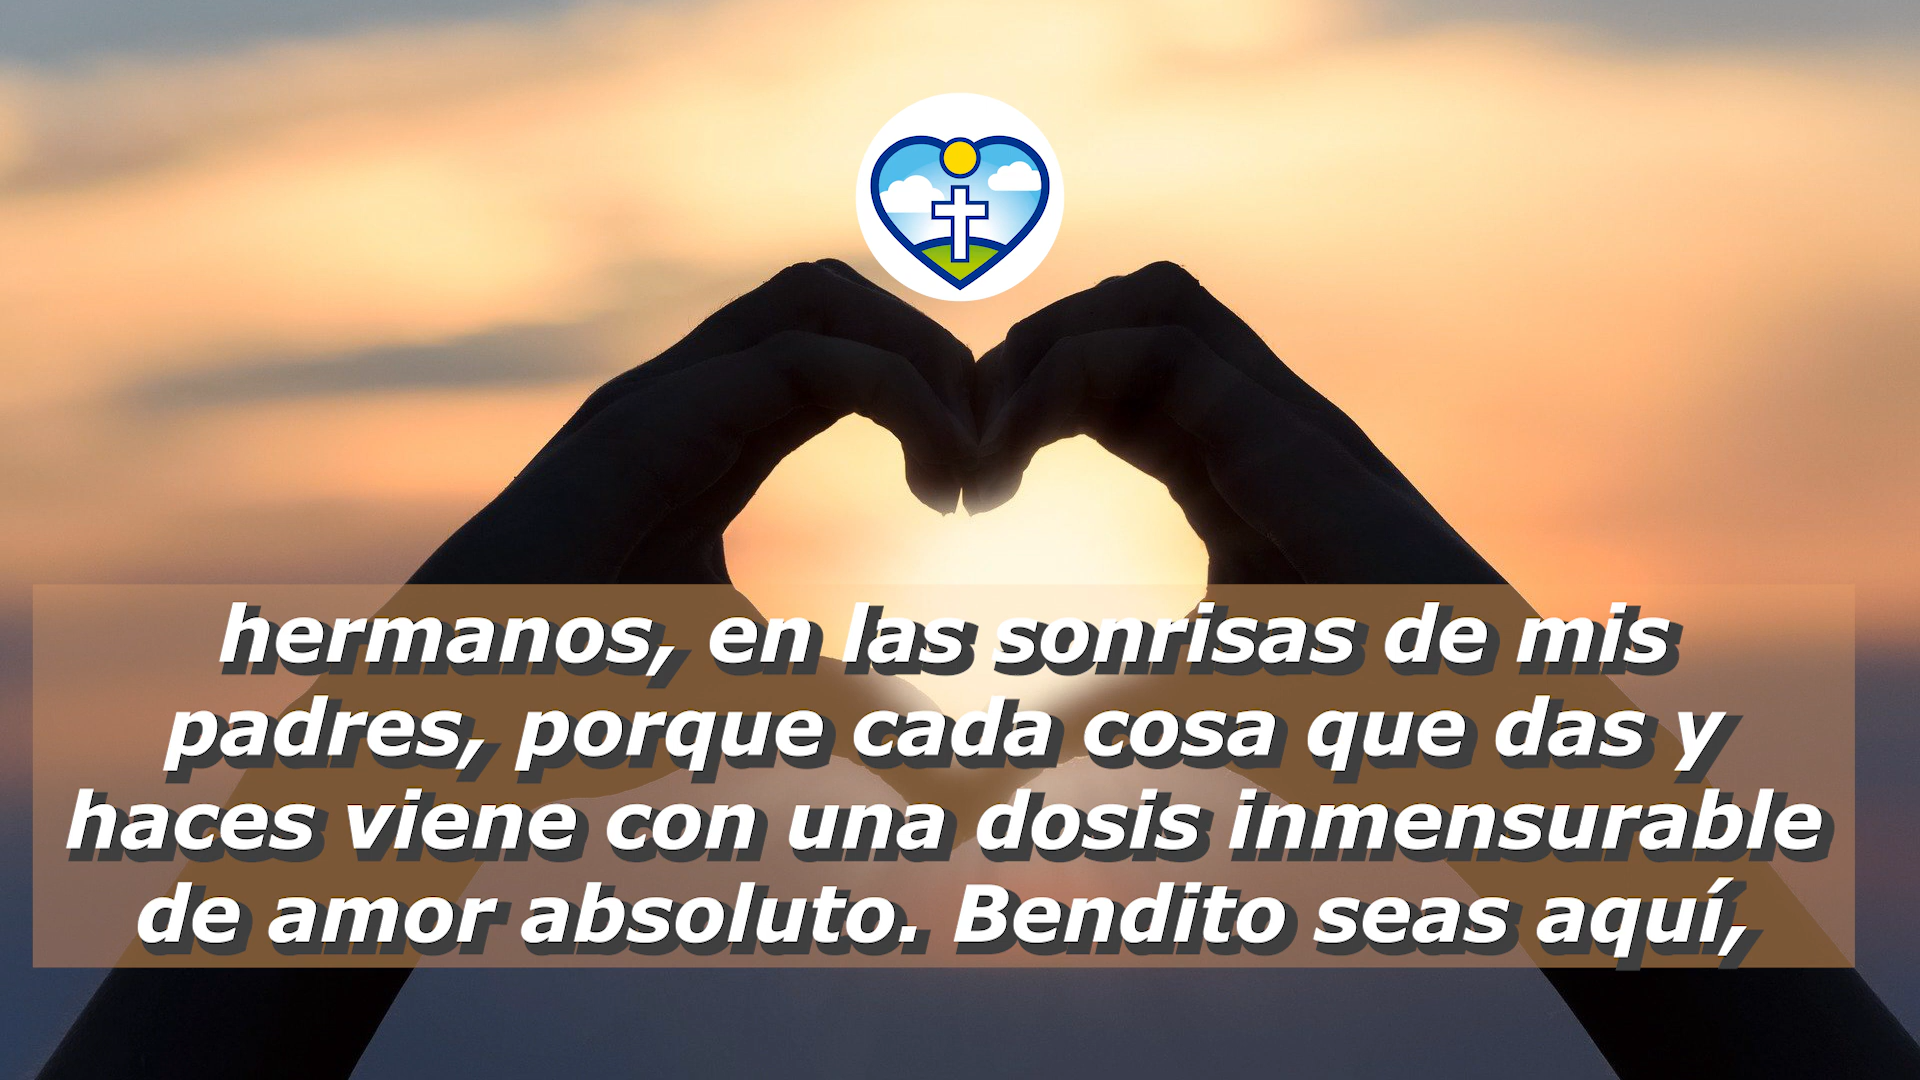 hermanos, en las sonrisas de mis
padres, porque cada cosa que das y
haces viene con una dosis inmensurable
de amor absoluto. Bendito seas aquí,